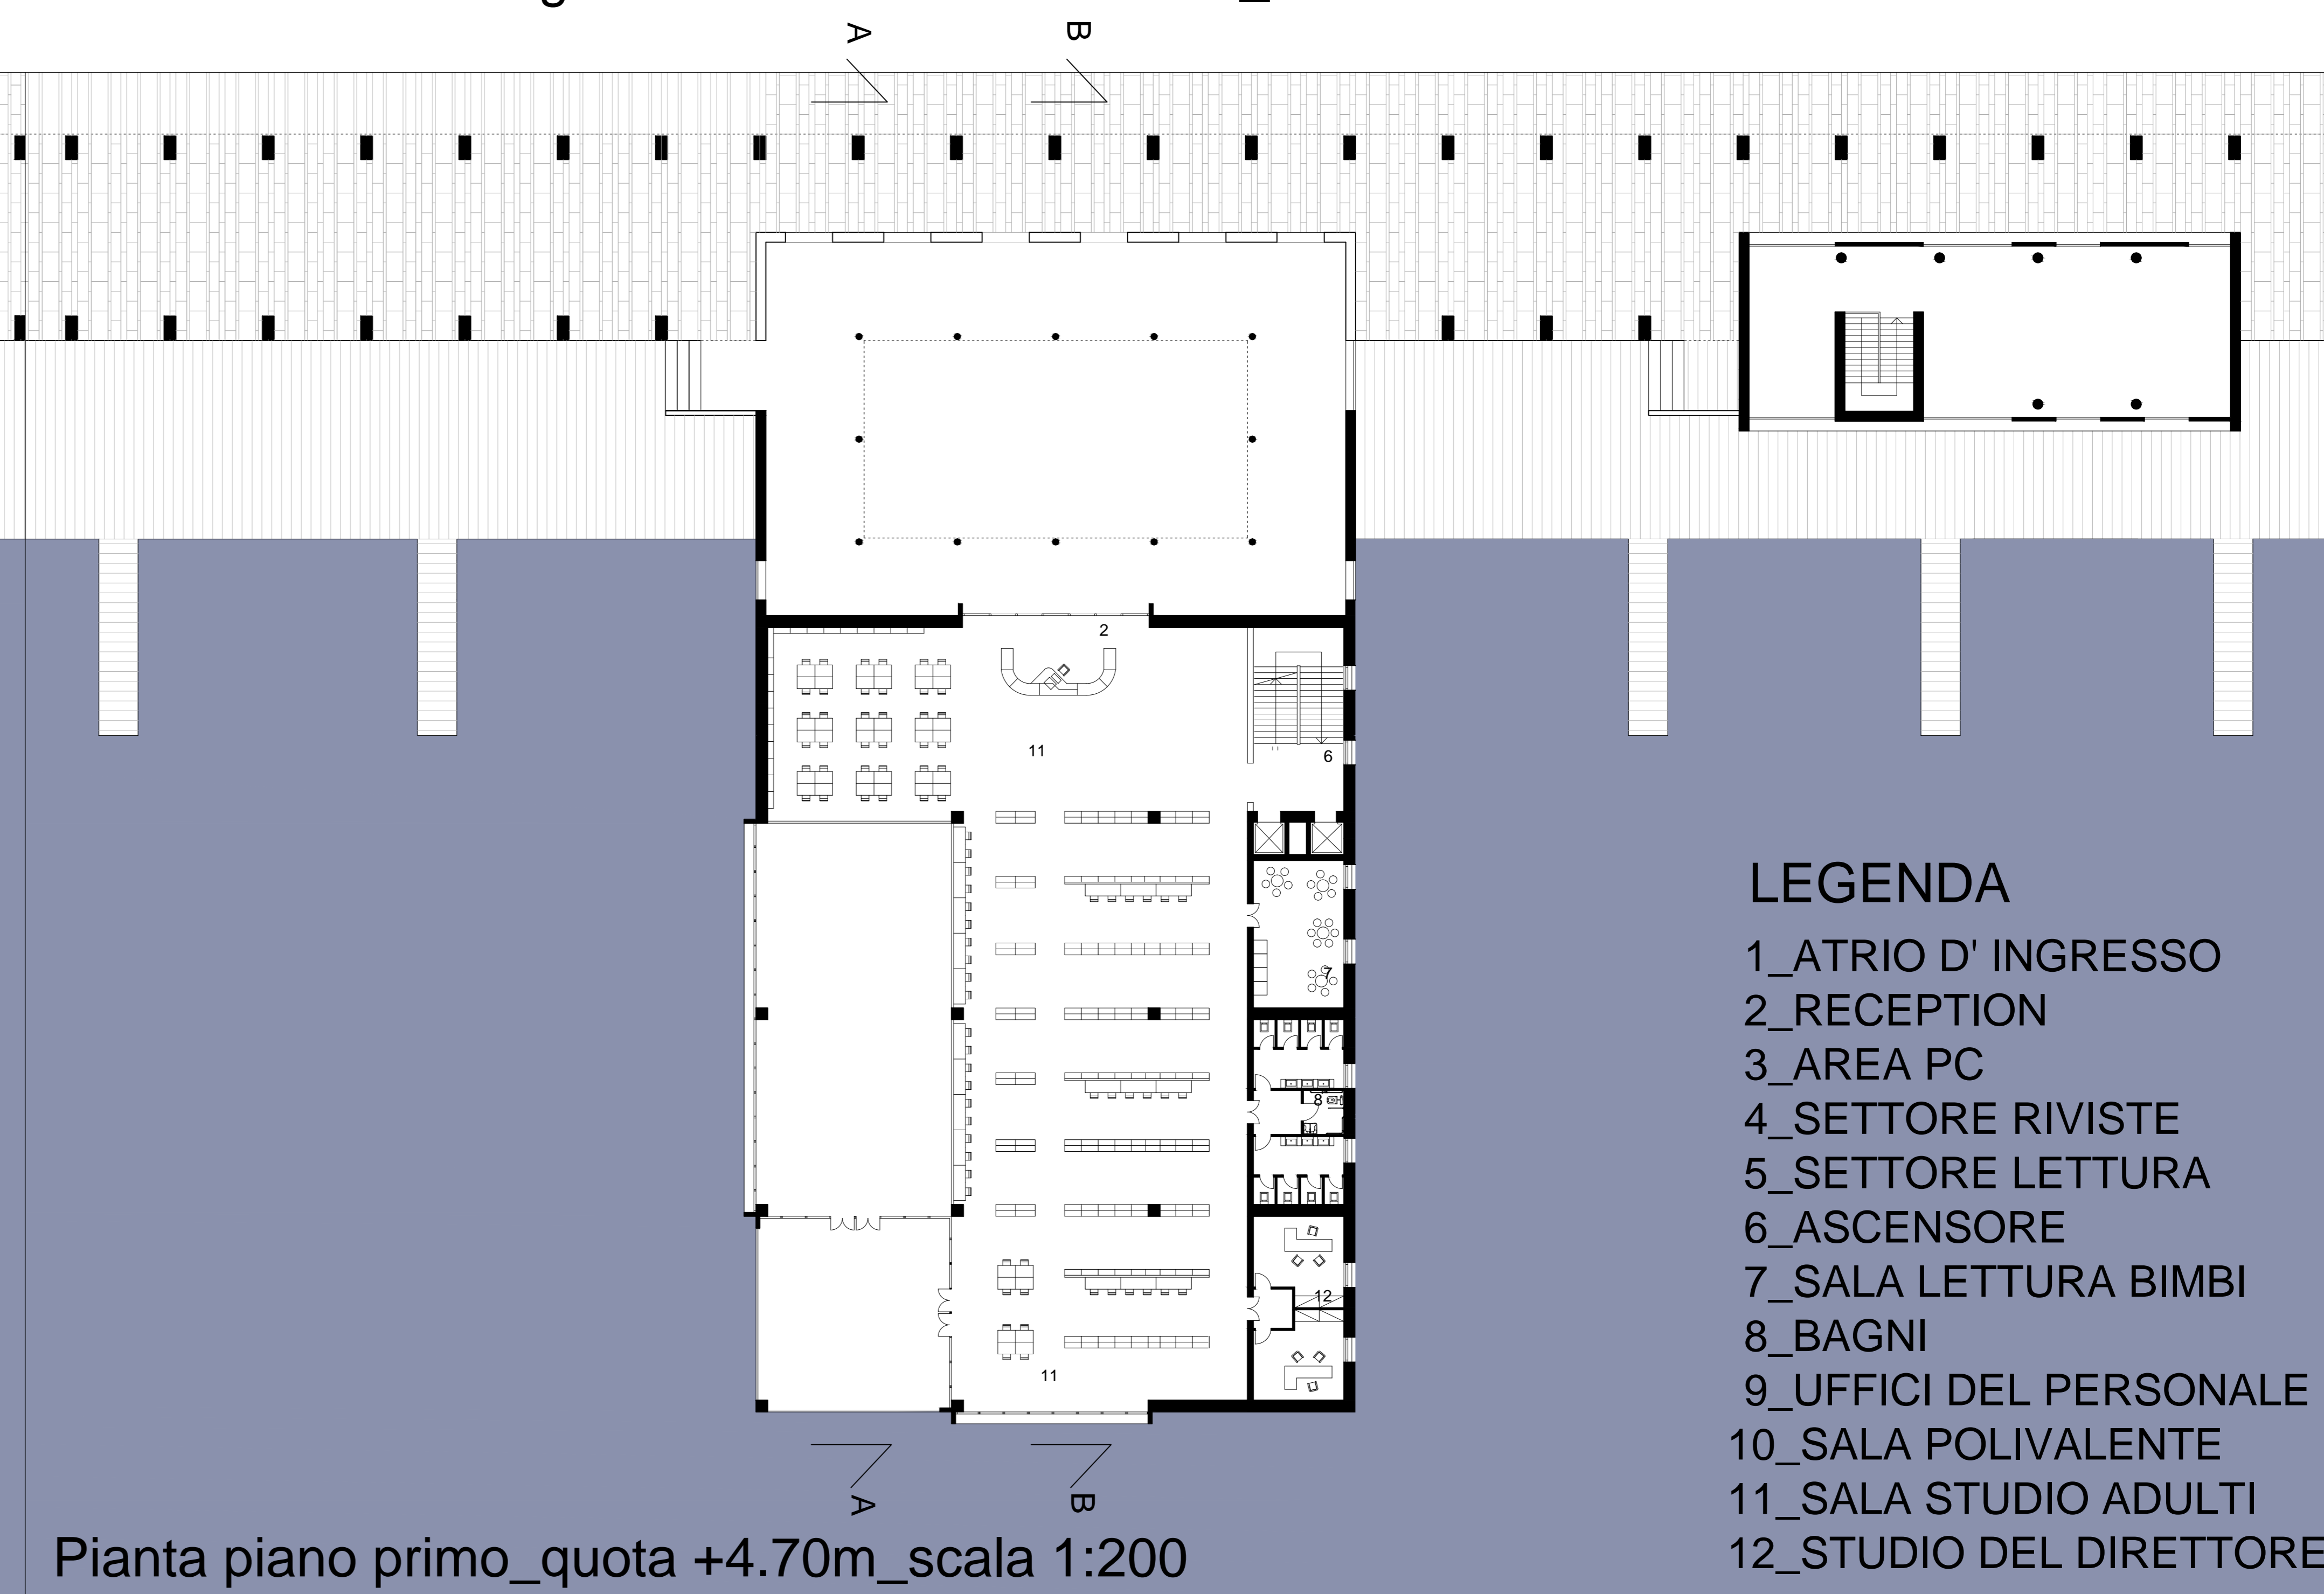 A
B
2
11
6
7
8
12
11
LEGENDA
1_ATRIO D' INGRESSO
2_RECEPTION
3_AREA PC
4_SETTORE RIVISTE
5_SETTORE LETTURA
6_ASCENSORE
7_SALA LETTURA BIMBI
8_BAGNI
9_UFFICI DEL PERSONALE
10_SALA POLIVALENTE
11_SALA STUDIO ADULTI
12_STUDIO DEL DIRETTORE
A
B
Pianta piano primo_quota +4.70m_scala 1:200